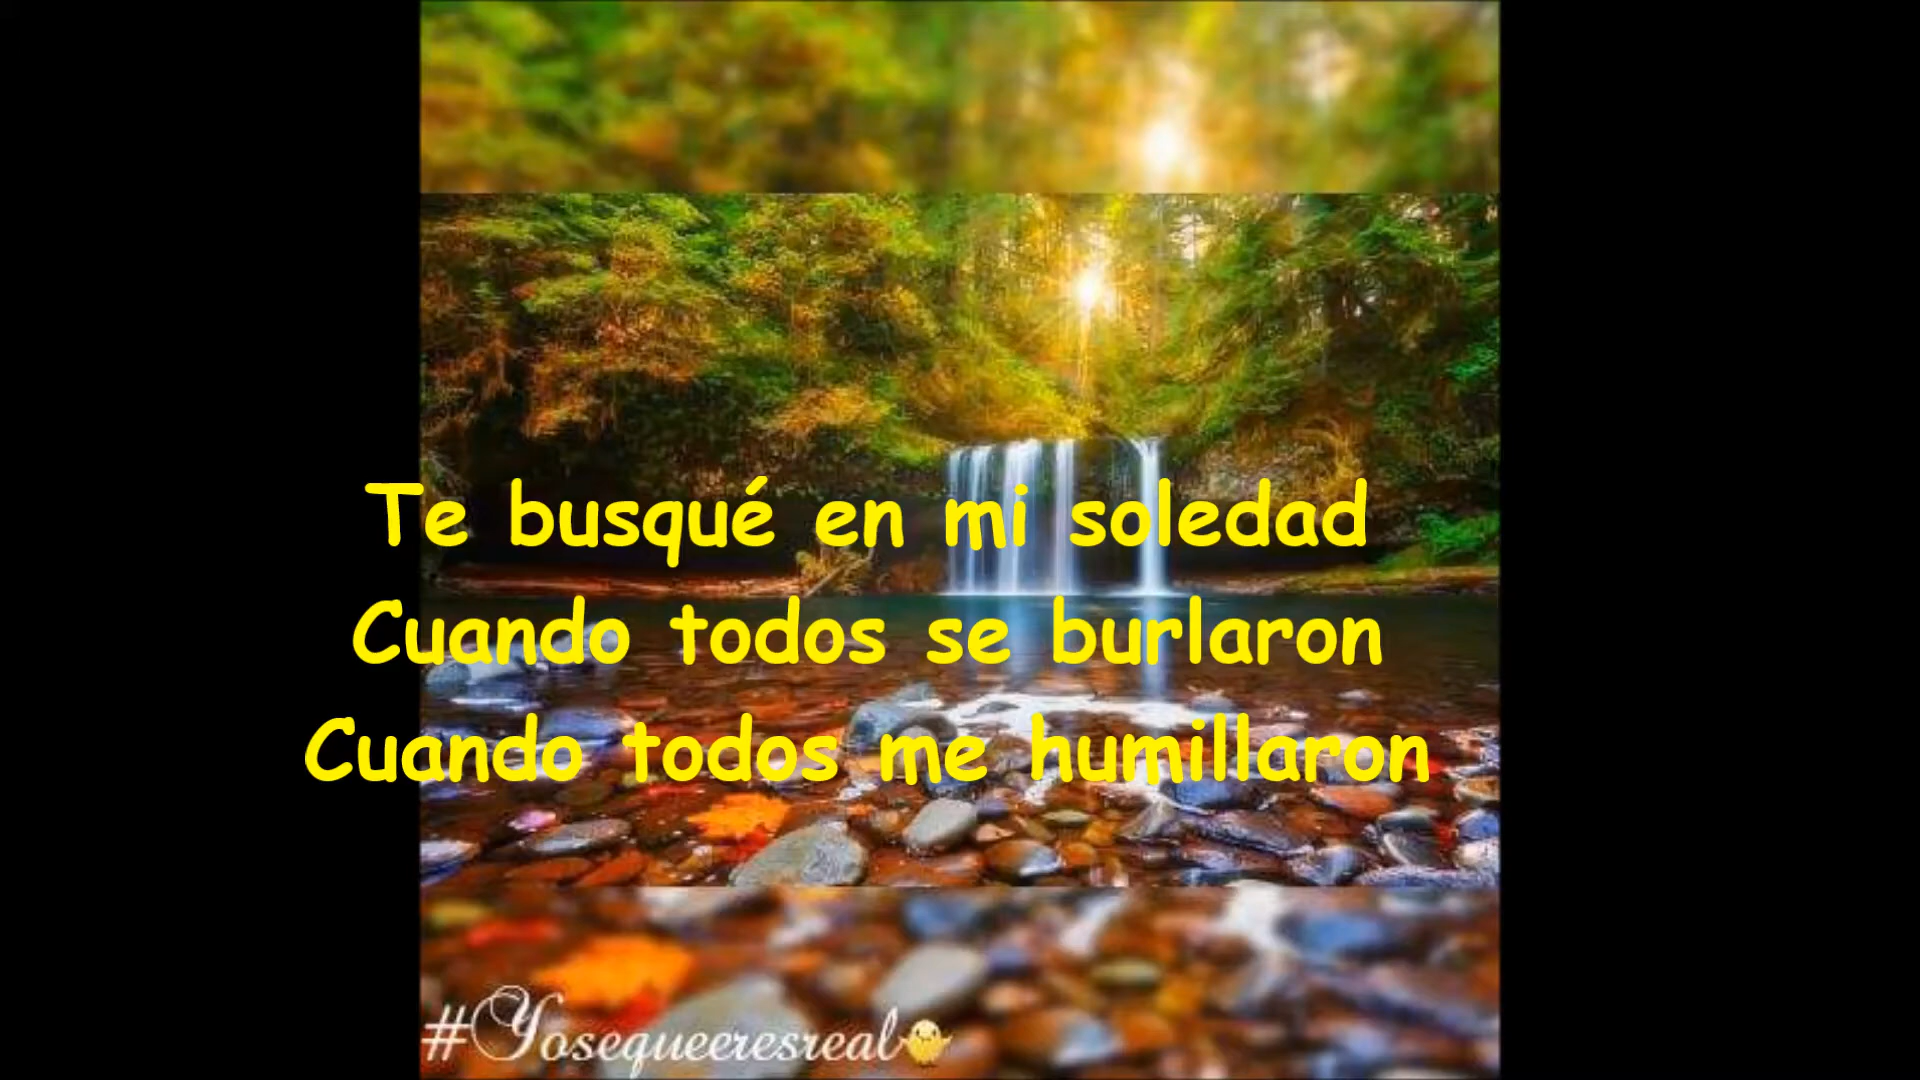 Te busqué en mi soledad
Cuando todos se burlaron
Cuando todos me humillaron
#Yosequeeresreal🐥